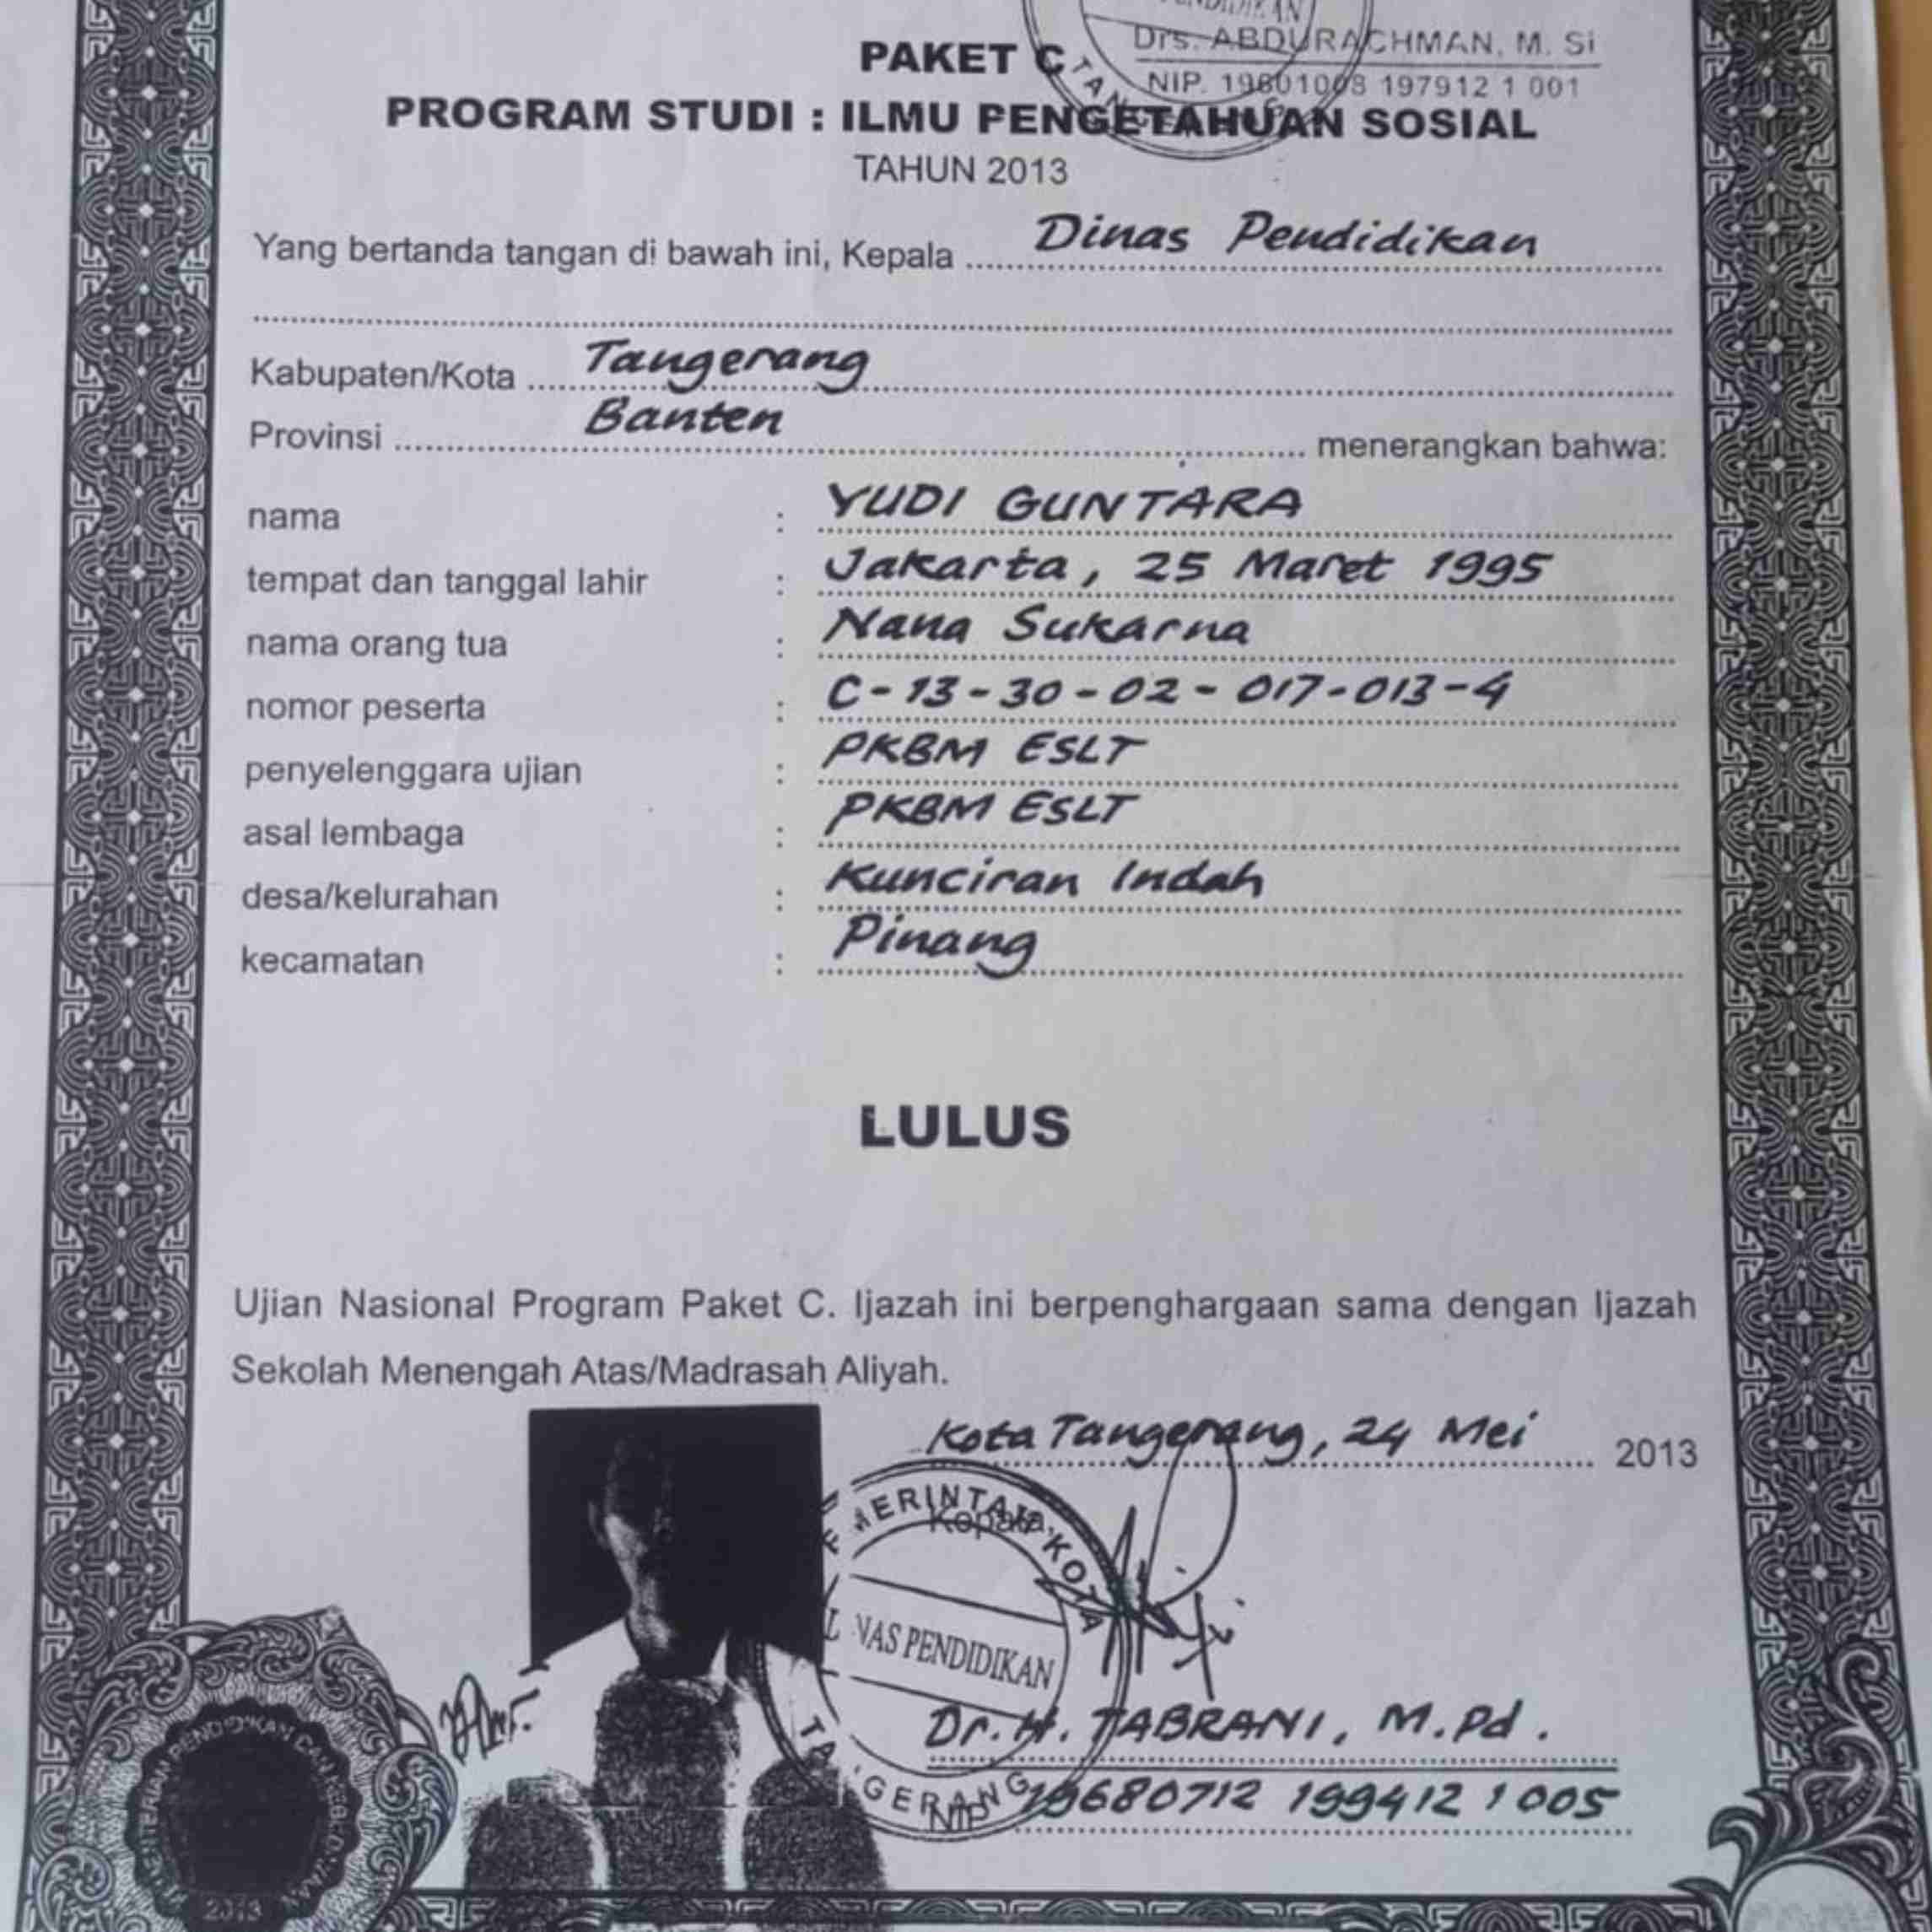 PENDIDIKAN
Drs. ABDURACHMAN, M. Si
NIP. 19601008 197912 1 001
PAKET C
PROGRAM STUDI : ILMU PENGETAHUAN SOSIAL
TAHUN 2013
Yang bertanda tangan di bawah ini, Kepala Dinas Pendidikan
Kabupaten/Kota Tangerang
Provinsi Banten menerangkan bahwa:
nama : YUDI GUNTARA
tempat dan tanggal lahir : Jakarta, 25 Maret 1995
nama orang tua : Nana Sukarna
nomor peserta : C-13-30-02-017-013-4
penyelenggara ujian : PKBM ESLT
asal lembaga : PKBM ESLT
desa/kelurahan : Kunciran Indah
kecamatan : Pinang
LULUS
Ujian Nasional Program Paket C. Ijazah ini berpenghargaan sama dengan Ijazah
Sekolah Menengah Atas/Madrasah Aliyah.
Kota Tangerang, 24 Mei 2013
Kepala,
PEMERINTAH KOTA
NAS PENDIDIKAN
TANGERANG
Dr. H. TABRANI, M.Pd.
NIP 19680712 199412 1 005
2013